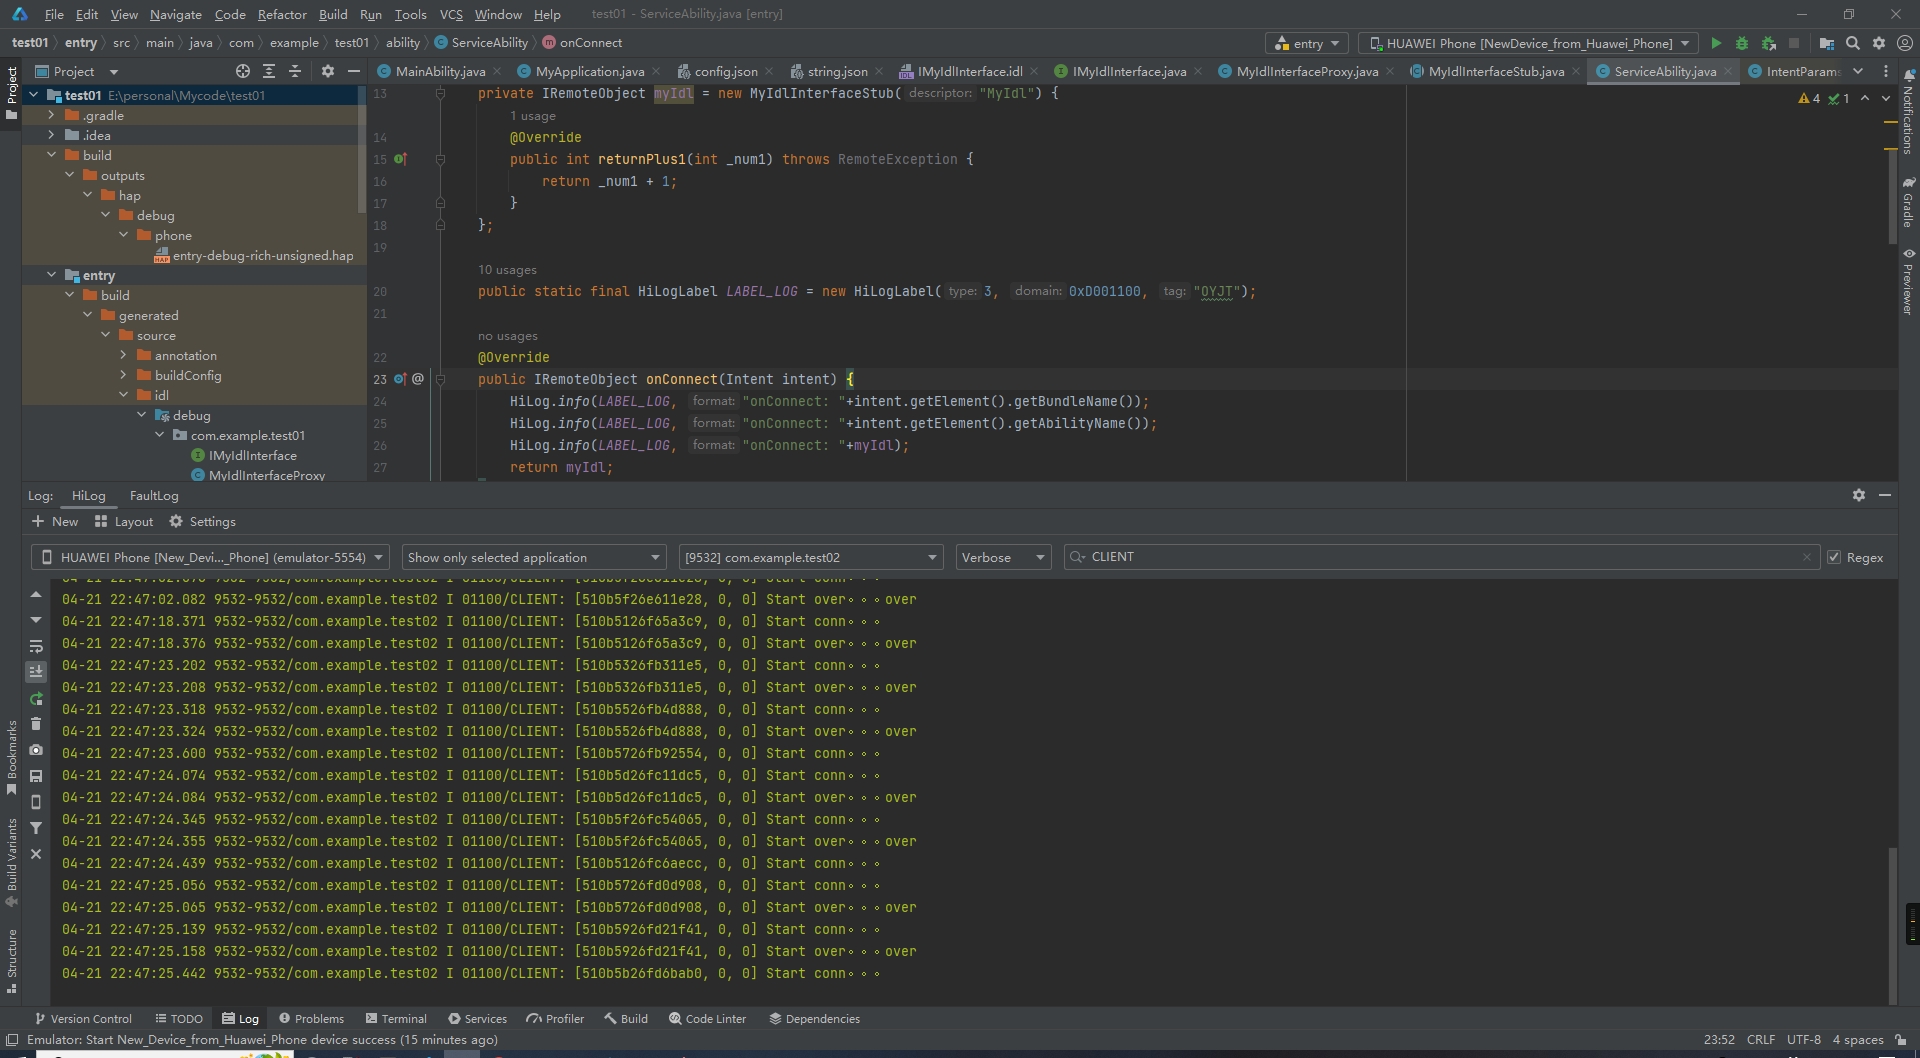 File Edit View Navigate Code Refactor Build Run Tools VCS Window Help test01 - ServiceAbility.java [entry]
test01 entry src main java com example test01 ability ServiceAbility onConnect entry HUAWEI Phone [NewDevice_from_Huawei_Phone]
Project MainAbility.java MyApplication.java config.json string.json IMyIdlInterface.idl IMyIdlInterface.java MyIdlInterfaceProxy.java MyIdlInterfaceStub.java ServiceAbility.java IntentParams
Project
Notifications
Gradle
Previewer
test01 E:\personal\Mycode\test01
.gradle
.idea
build
outputs
hap
debug
phone
entry-debug-rich-unsigned.hap
entry
build
generated
source
annotation
buildConfig
idl
debug
com.example.test01
IMyIdlInterface
MyIdlInterfaceProxy
4 1
13 private IRemoteObject myIdl = new MyIdlInterfaceStub( descriptor: "MyIdl") {
1 usage
14 @Override
15 public int returnPlus1(int _num1) throws RemoteException {
16 return _num1 + 1;
17 }
18 };
19
10 usages
20 public static final HiLogLabel LABEL_LOG = new HiLogLabel( type: 3, domain: 0xD001100, tag: "OYJT");
21
no usages
22 @Override
23 @ public IRemoteObject onConnect(Intent intent) {
24 HiLog.info(LABEL_LOG, format: "onConnect: "+intent.getElement().getBundleName());
25 HiLog.info(LABEL_LOG, format: "onConnect: "+intent.getElement().getAbilityName());
26 HiLog.info(LABEL_LOG, format: "onConnect: "+myIdl);
27 return myIdl;
Log: HiLog FaultLog
New Layout Settings
HUAWEI Phone [New_Devi..._Phone] (emulator-5554) Show only selected application [9532] com.example.test02 Verbose CLIENT Regex
04-21 22:47:02.082 9532-9532/com.example.test02 I 01100/CLIENT: [510b5f26e611e28, 0, 0] Start over◦◦◦over
04-21 22:47:18.371 9532-9532/com.example.test02 I 01100/CLIENT: [510b5126f65a3c9, 0, 0] Start conn◦◦◦
04-21 22:47:18.376 9532-9532/com.example.test02 I 01100/CLIENT: [510b5126f65a3c9, 0, 0] Start over◦◦◦over
04-21 22:47:23.202 9532-9532/com.example.test02 I 01100/CLIENT: [510b5326fb311e5, 0, 0] Start conn◦◦◦
04-21 22:47:23.208 9532-9532/com.example.test02 I 01100/CLIENT: [510b5326fb311e5, 0, 0] Start over◦◦◦over
04-21 22:47:23.318 9532-9532/com.example.test02 I 01100/CLIENT: [510b5526fb4d888, 0, 0] Start conn◦◦◦
04-21 22:47:23.324 9532-9532/com.example.test02 I 01100/CLIENT: [510b5526fb4d888, 0, 0] Start over◦◦◦over
04-21 22:47:23.600 9532-9532/com.example.test02 I 01100/CLIENT: [510b5726fb92554, 0, 0] Start conn◦◦◦
04-21 22:47:24.074 9532-9532/com.example.test02 I 01100/CLIENT: [510b5d26fc11dc5, 0, 0] Start conn◦◦◦
04-21 22:47:24.084 9532-9532/com.example.test02 I 01100/CLIENT: [510b5d26fc11dc5, 0, 0] Start over◦◦◦over
04-21 22:47:24.345 9532-9532/com.example.test02 I 01100/CLIENT: [510b5f26fc54065, 0, 0] Start conn◦◦◦
04-21 22:47:24.355 9532-9532/com.example.test02 I 01100/CLIENT: [510b5f26fc54065, 0, 0] Start over◦◦◦over
04-21 22:47:24.439 9532-9532/com.example.test02 I 01100/CLIENT: [510b5126fc6aecc, 0, 0] Start conn◦◦◦
04-21 22:47:25.056 9532-9532/com.example.test02 I 01100/CLIENT: [510b5726fd0d908, 0, 0] Start conn◦◦◦
04-21 22:47:25.065 9532-9532/com.example.test02 I 01100/CLIENT: [510b5726fd0d908, 0, 0] Start over◦◦◦over
04-21 22:47:25.139 9532-9532/com.example.test02 I 01100/CLIENT: [510b5926fd21f41, 0, 0] Start conn◦◦◦
04-21 22:47:25.158 9532-9532/com.example.test02 I 01100/CLIENT: [510b5926fd21f41, 0, 0] Start over◦◦◦over
04-21 22:47:25.442 9532-9532/com.example.test02 I 01100/CLIENT: [510b5b26fd6bab0, 0, 0] Start conn◦◦◦
Bookmarks
Build Variants
Structure
Version Control TODO Log Problems Terminal Services Profiler Build Code Linter Dependencies
Emulator: Start New_Device_from_Huawei_Phone device success (15 minutes ago) 23:52 CRLF UTF-8 4 spaces